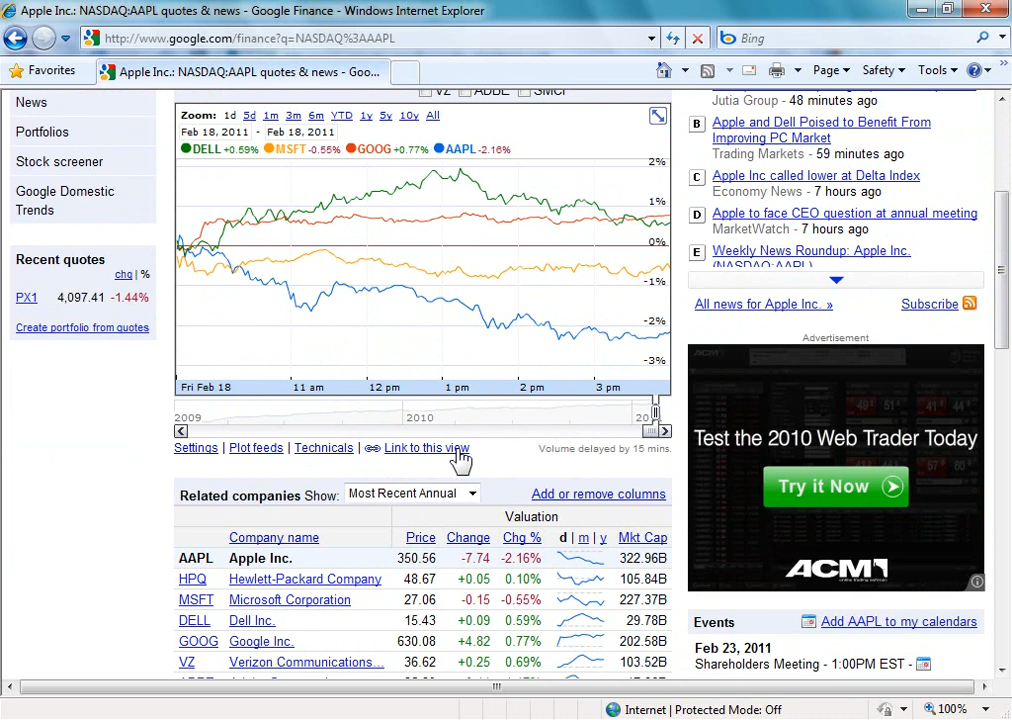 Apple Inc.: NASDAQ:AAPL quotes & news - Google Finance - Windows Internet Explorer
http://www.google.com/finance?q=NASDAQ%3AAAPL
Bing
Favorites
Apple Inc.: NASDAQ:AAPL quotes & news - Goo...
Page
Safety
Tools
News
Portfolios
Stock screener
Google Domestic
Trends
Recent quotes
chg | %
PX1 4,097.41 -1.44%
Create portfolio from quotes
VZ ADBE SMCI
Zoom: 1d 5d 1m 3m 6m YTD 1y 5y 10y All
Feb 18, 2011 - Feb 18, 2011
DELL +0.59% MSFT -0.55% GOOG +0.77% AAPL -2.16%
2%
1%
0%
-1%
-2%
-3%
Fri Feb 18 11 am 12 pm 1 pm 2 pm 3 pm
2009 2010
Settings | Plot feeds | Technicals | Link to this view
Volume delayed by 15 mins.
Related companies Show: Most Recent Annual
Add or remove columns
Valuation
Company name Price Change Chg % d | m | y Mkt Cap
AAPL Apple Inc. 350.56 -7.74 -2.16% 322.96B
HPQ Hewlett-Packard Company 48.67 +0.05 0.10% 105.84B
MSFT Microsoft Corporation 27.06 -0.15 -0.55% 227.37B
DELL Dell Inc. 15.43 +0.09 0.59% 29.78B
GOOG Google Inc. 630.08 +4.82 0.77% 202.58B
VZ Verizon Communications... 36.62 +0.25 0.69% 103.52B
Jutia Group - 48 minutes ago
B Apple and Dell Poised to Benefit From
Improving PC Market
Trading Markets - 59 minutes ago
C Apple Inc called lower at Delta Index
Economy News - 7 hours ago
D Apple to face CEO question at annual meeting
MarketWatch - 7 hours ago
E Weekly News Roundup: Apple Inc.
(NASDAQ:AAPL)
All news for Apple Inc. »
Subscribe
Advertisement
ACM
Test the 2010 Web Trader Today
Try it Now
ACM
Events
Add AAPL to my calendars
Feb 23, 2011
Shareholders Meeting - 1:00PM EST -
Internet | Protected Mode: Off
100%